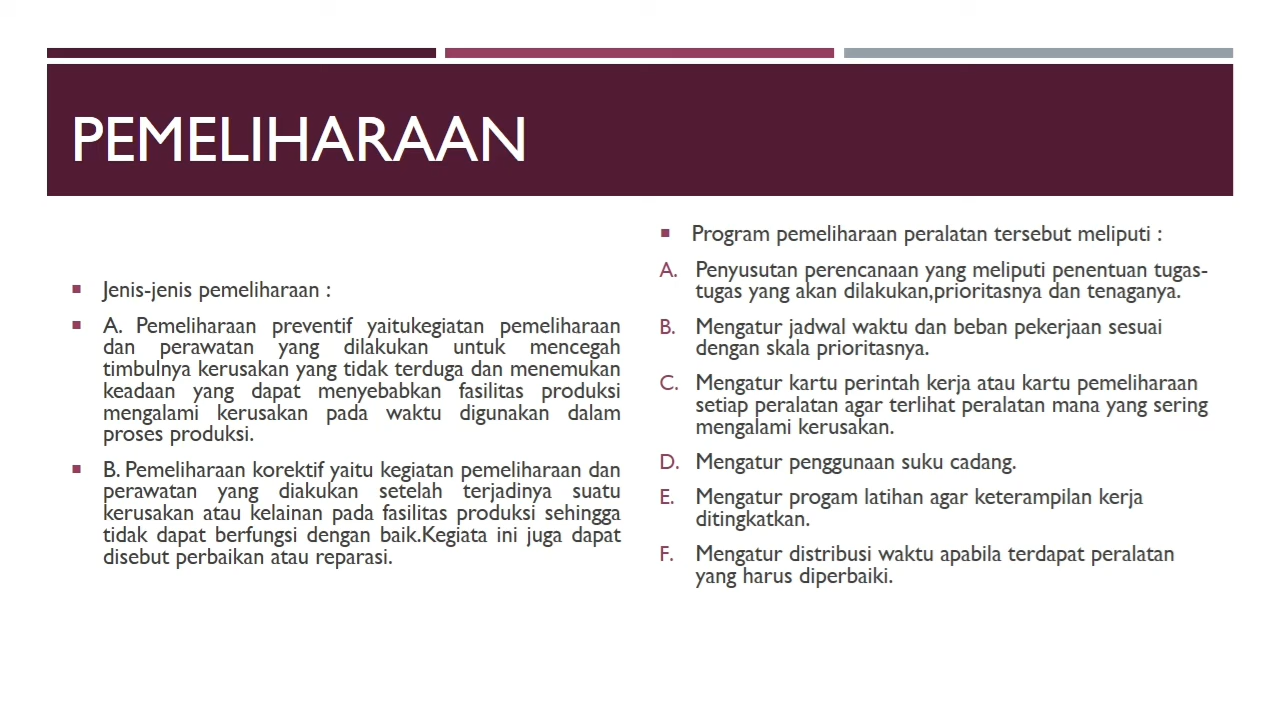 PEMELIHARAAN
Jenis-jenis pemeliharaan :
A. Pemeliharaan preventif yaitukegiatan pemeliharaan
dan perawatan yang dilakukan untuk mencegah
timbulnya kerusakan yang tidak terduga dan menemukan
keadaan yang dapat menyebabkan fasilitas produksi
mengalami kerusakan pada waktu digunakan dalam
proses produksi.
B. Pemeliharaan korektif yaitu kegiatan pemeliharaan dan
perawatan yang diakukan setelah terjadinya suatu
kerusakan atau kelainan pada fasilitas produksi sehingga
tidak dapat berfungsi dengan baik.Kegiata ini juga dapat
disebut perbaikan atau reparasi.
Program pemeliharaan peralatan tersebut meliputi :
A. Penyusutan perencanaan yang meliputi penentuan tugas-
tugas yang akan dilakukan,prioritasnya dan tenaganya.
B. Mengatur jadwal waktu dan beban pekerjaan sesuai
dengan skala prioritasnya.
C. Mengatur kartu perintah kerja atau kartu pemeliharaan
setiap peralatan agar terlihat peralatan mana yang sering
mengalami kerusakan.
D. Mengatur penggunaan suku cadang.
E. Mengatur progam latihan agar keterampilan kerja
ditingkatkan.
F. Mengatur distribusi waktu apabila terdapat peralatan
yang harus diperbaiki.